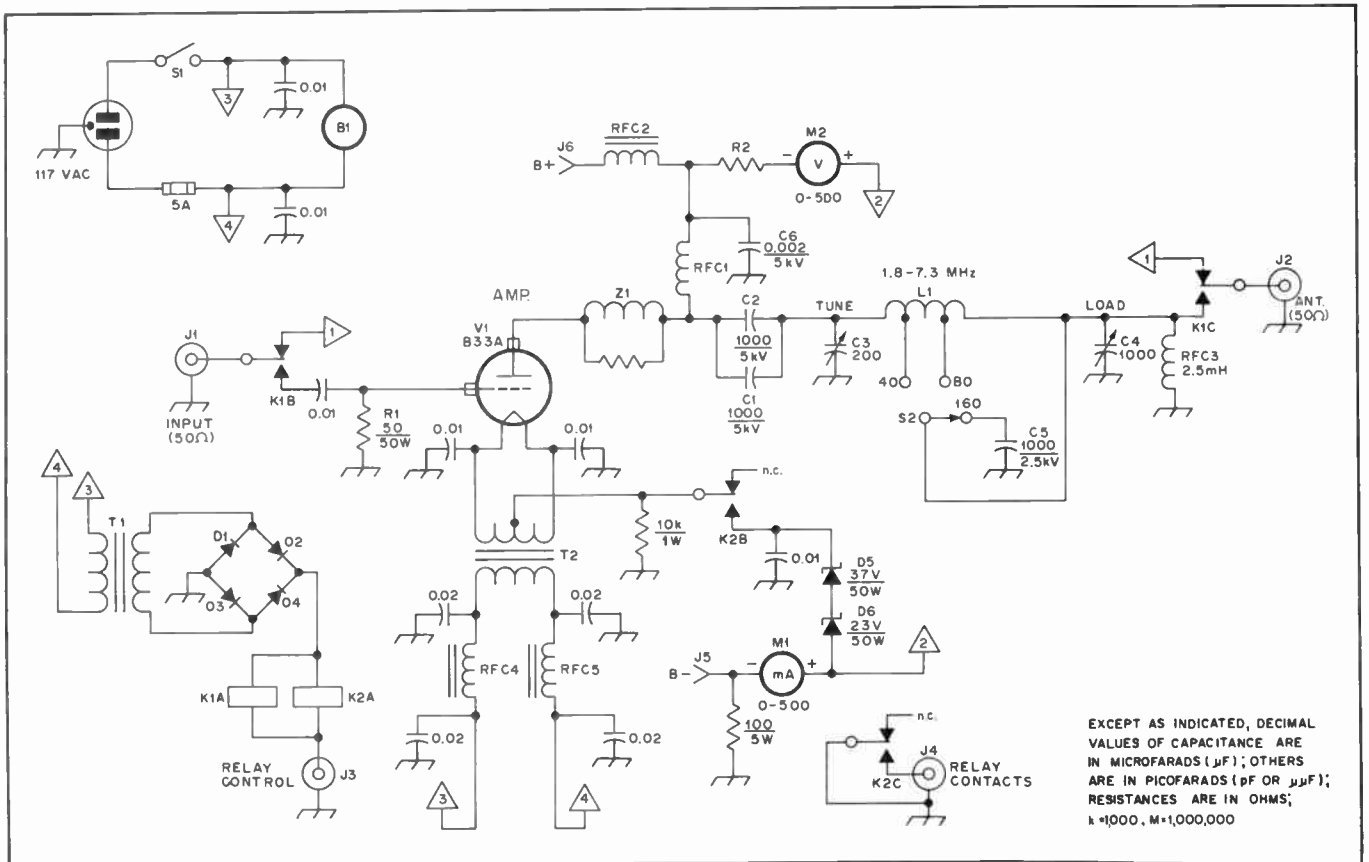 S1
3
0.01
B1
117 VAC
5A
4
0.01
J6
B+
RFC2
R2
M2
- V +
0-500
2
C6
0.002
5kV
RFC1
AMP.
Z1
V1
833A
C2
1000
5kV
C1
1000
5kV
TUNE
C3
200
1.8-7.3 MHz
L1
40
80
S2
160
C5
1000
2.5kV
LOAD
C4
1000
RFC3
2.5mH
1
K1C
J2
ANT.
(50Ω)
J1
INPUT
(50Ω)
1
K1B
0.01
R1
50
50W
0.01
0.01
4
3
T1
D1
D2
D3
D4
K1A
K2A
RELAY
CONTROL
J3
T2
0.02
0.02
RFC4
RFC5
0.02
0.02
3
4
10k
1W
n.c.
K2B
0.01
D5
37V
50W
D6
23V
50W
J5
B-
M1
- mA +
0-500
2
100
5W
n.c.
K2C
J4
RELAY
CONTACTS
EXCEPT AS INDICATED, DECIMAL
VALUES OF CAPACITANCE ARE
IN MICROFARADS (μF); OTHERS
ARE IN PICOFARADS (pF OR μμF);
RESISTANCES ARE IN OHMS;
k=1000, M=1,000,000